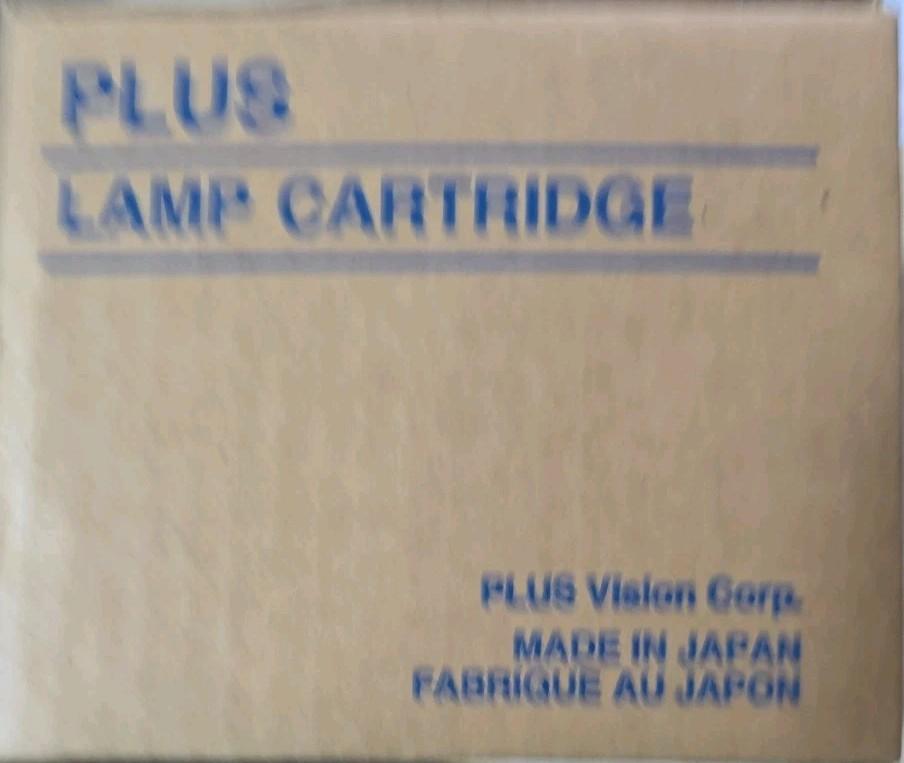 PLUS
LAMP CARTRIDGE
PLUS Vision Corp.
MADE IN JAPAN
FABRIQUE AU JAPON